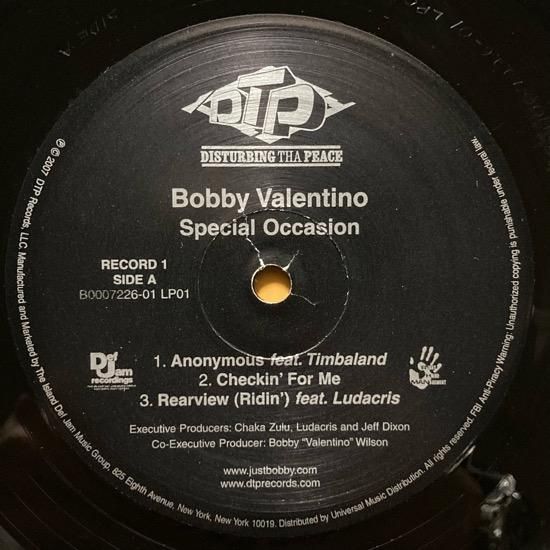 SIDE A
DTP
DISTURBING THA PEACE
Bobby Valentino
Special Occasion
RECORD 1
SIDE A
B0007226-01 LP01
1. Anonymous feat. Timbaland
2. Checkin' For Me
3. Rearview (Ridin') feat. Ludacris
Def Jam
recordings
Executive Producers: Chaka Zulu, Ludacris and Jeff Dixon
Co-Executive Producer: Bobby "Valentino" Wilson
www.justbobby.com
www.dtprecords.com
℗ © 2007 DTP Records, LLC. Manufactured and Marketed by The Island Def Jam Music Group, 825 Eighth Avenue, New York, New York 10019. Distributed by Universal Music Distribution. All rights reserved. FBI Anti-Piracy Warning: Unauthorized copying is punishable under federal law.